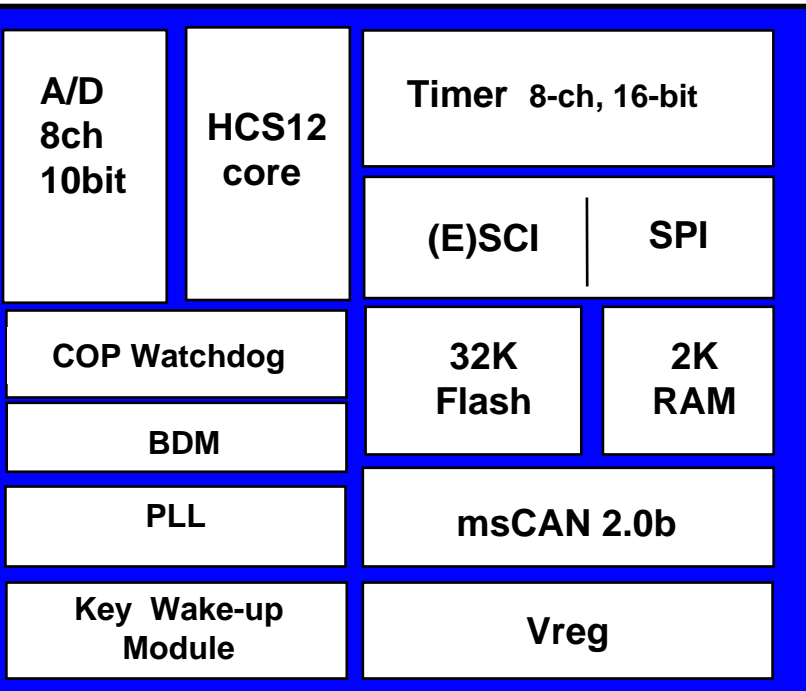 A/D
8ch
10bit
HCS12
core
Timer 8-ch, 16-bit
(E)SCI
SPI
COP Watchdog
32K
Flash
2K
RAM
BDM
PLL
msCAN 2.0b
Key Wake-up
Module
Vreg